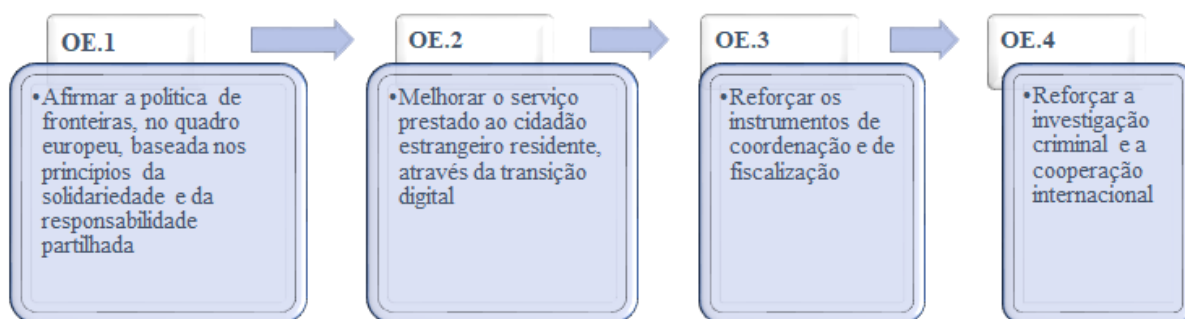 OE.1
•Afirmar a politica de
fronteiras, no quadro
europeu, baseada nos
principios da
solidariedade e da
responsabilidade
partilhada
OE.2
•Melhorar o serviço
prestado ao cidadão
estrangeiro residente,
através da transição
digital
OE.3
•Reforçar os
instrumentos de
coordenação e de
fiscalização
OE.4
•Reforçar a
investigação
criminal e a
cooperação
internacional